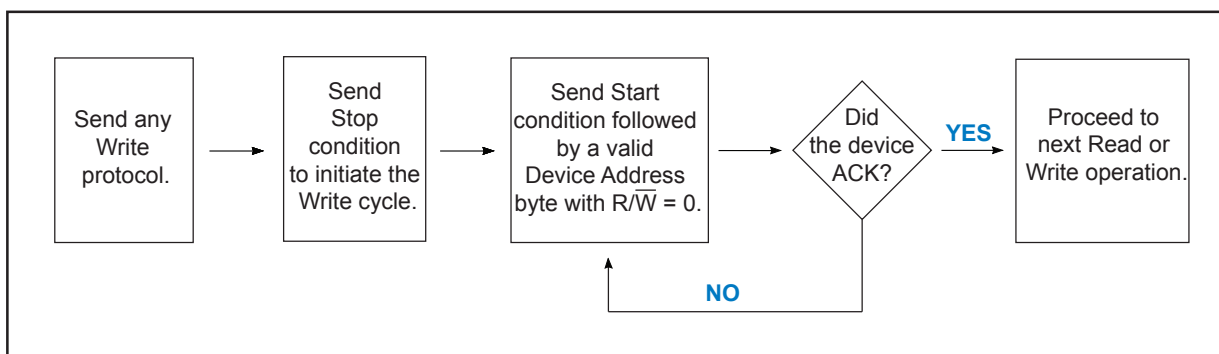 Send any
Write
protocol.
Send
Stop
condition
to initiate the
Write cycle.
Send Start
condition followed
by a valid
Device Address
byte with R/W̅ = 0.
Did
the device
ACK?
YES
Proceed to
next Read or
Write operation.
NO